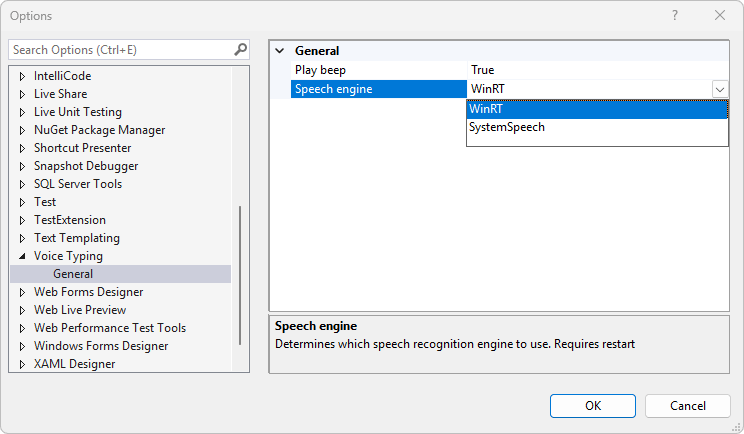 Options
Search Options (Ctrl+E)
IntelliCode
Live Share
Live Unit Testing
NuGet Package Manager
Shortcut Presenter
Snapshot Debugger
SQL Server Tools
Test
TestExtension
Text Templating
Voice Typing
General
Web Forms Designer
Web Live Preview
Web Performance Test Tools
Windows Forms Designer
XAML Designer
General
Play beep True
Speech engine WinRT
WinRT
SystemSpeech
Speech engine
Determines which speech recognition engine to use. Requires restart
OK Cancel